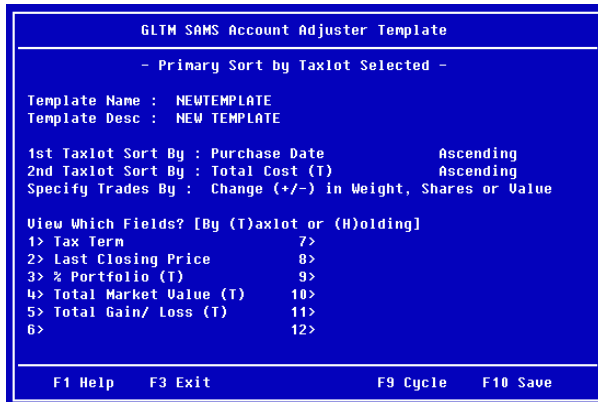 GLTM SAMS Account Adjuster Template
- Primary Sort by Taxlot Selected -
Template Name : NEWTEMPLATE
Template Desc : NEW TEMPLATE
1st Taxlot Sort By : Purchase Date Ascending
2nd Taxlot Sort By : Total Cost (T) Ascending
Specify Trades By : Change (+/-) in Weight, Shares or Value
View Which Fields? [By (T)axlot or (H)olding]
1> Tax Term 7>
2> Last Closing Price 8>
3> % Portfolio (T) 9>
4> Total Market Value (T) 10>
5> Total Gain/ Loss (T) 11>
6> 12>
F1 Help F3 Exit F9 Cycle F10 Save